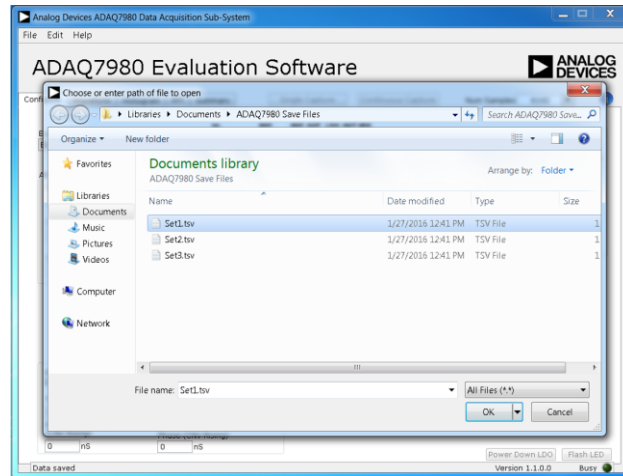 Analog Devices ADAQ7980 Data Acquisition Sub-System
File Edit Help
ADAQ7980 Evaluation Software
ANALOG DEVICES
Choose or enter path of file to open
Libraries Documents ADAQ7980 Save Files
Search ADAQ7980 Save...
Organize New folder
Favorites
Libraries
Documents
Music
Pictures
Videos
Computer
Network
Documents library
ADAQ7980 Save Files
Arrange by: Folder
Name Date modified Type Size
Set1.tsv 1/27/2016 12:41 PM TSV File 1
Set2.tsv 1/27/2016 12:41 PM TSV File 1
Set3.tsv 1/27/2016 12:41 PM TSV File 1
File name: Set1.tsv All Files (*.*)
OK Cancel
0 nS 0 nS
Power Down LDO Flash LED
Data saved Version 1.1.0.0 Busy